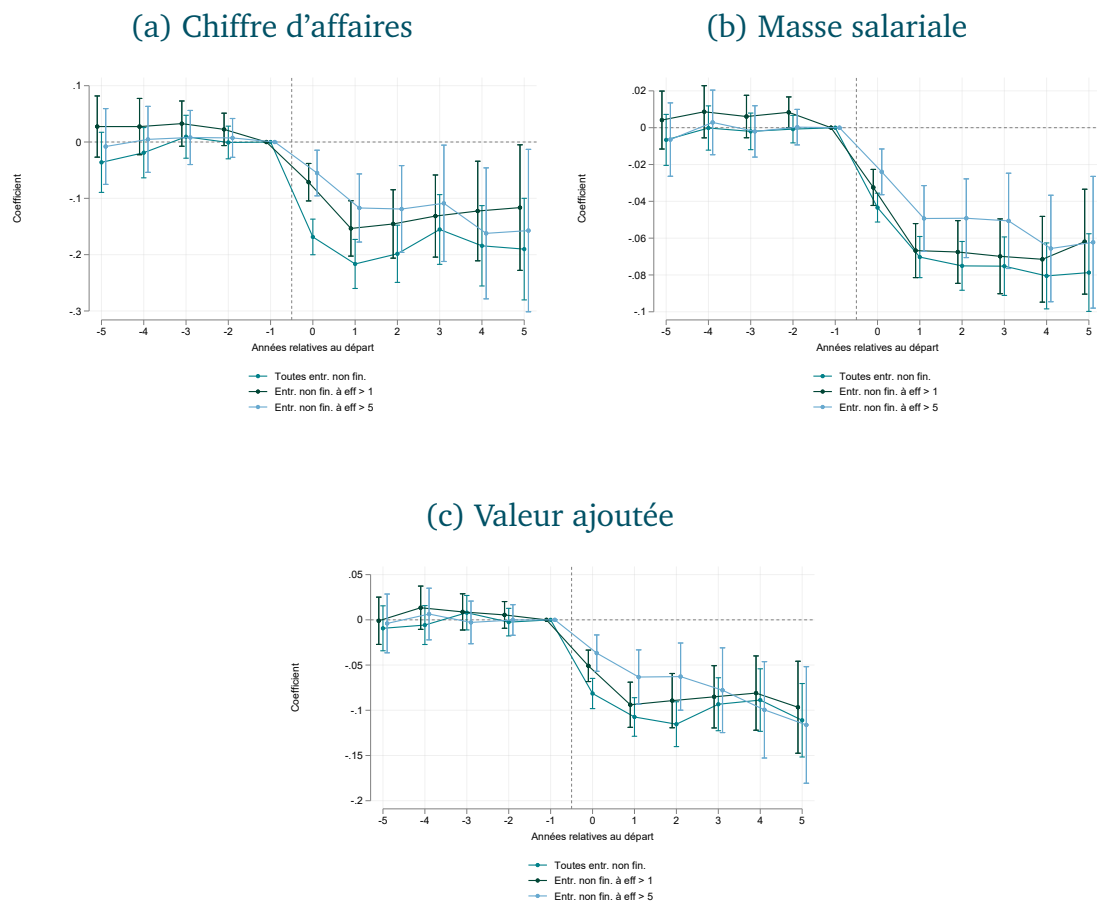 (a) Chiffre d'affaires
.1
0
-.1
-.2
-.3
Coefficient
-5 -4 -3 -2 -1 0 1 2 3 4 5
Années relatives au départ
Toutes entr. non fin.
Entr. non fin. à eff > 1
Entr. non fin. à eff > 5
(b) Masse salariale
.02
0
-.02
-.04
-.06
-.08
-.1
Coefficient
-5 -4 -3 -2 -1 0 1 2 3 4 5
Années relatives au départ
Toutes entr. non fin.
Entr. non fin. à eff > 1
Entr. non fin. à eff > 5
(c) Valeur ajoutée
.05
0
-.05
-.1
-.15
-.2
Coefficient
-5 -4 -3 -2 -1 0 1 2 3 4 5
Années relatives au départ
Toutes entr. non fin.
Entr. non fin. à eff > 1
Entr. non fin. à eff > 5